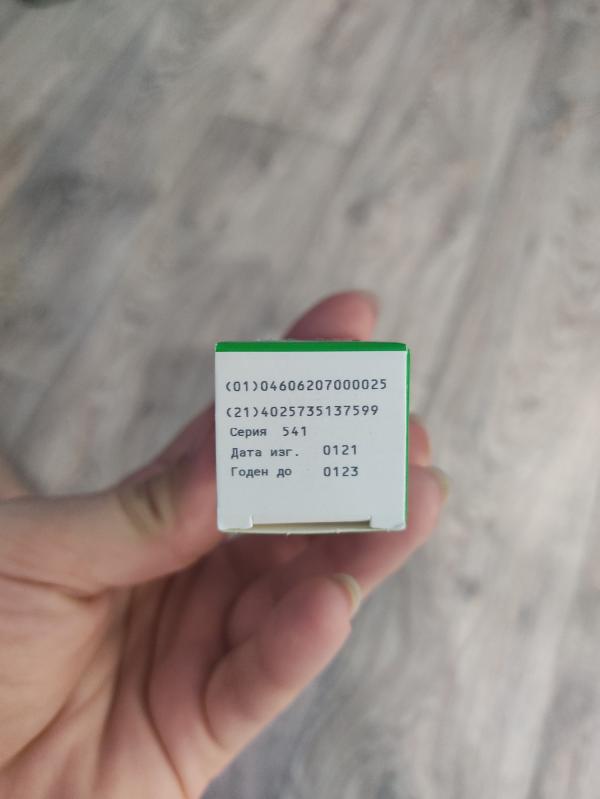 (01)04606207000025
(21)4025735137599
Серия 541
Дата изг. 0121
Годен до 0123